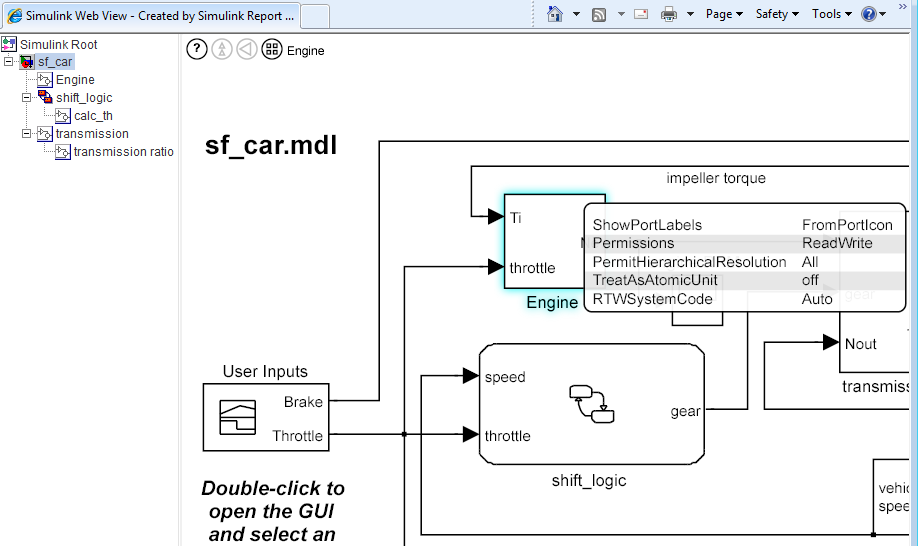 Simulink Web View - Created by Simulink Report ...
Page
Safety
Tools
?
»
Simulink Root
sf_car
Engine
shift_logic
calc_th
transmission
transmission ratio
?
Engine
sf_car.mdl
impeller torque
Ti
throttle
Engine
ShowPortLabels FromPortIcon
Permissions ReadWrite
PermitHierarchicalResolution All
TreatAsAtomicUnit off
RTWSystemCode Auto
gear
Nout
transmiss
User Inputs
Brake
Throttle
speed
throttle
gear
shift_logic
Double-click to
open the GUI
and select an
vehic
spee